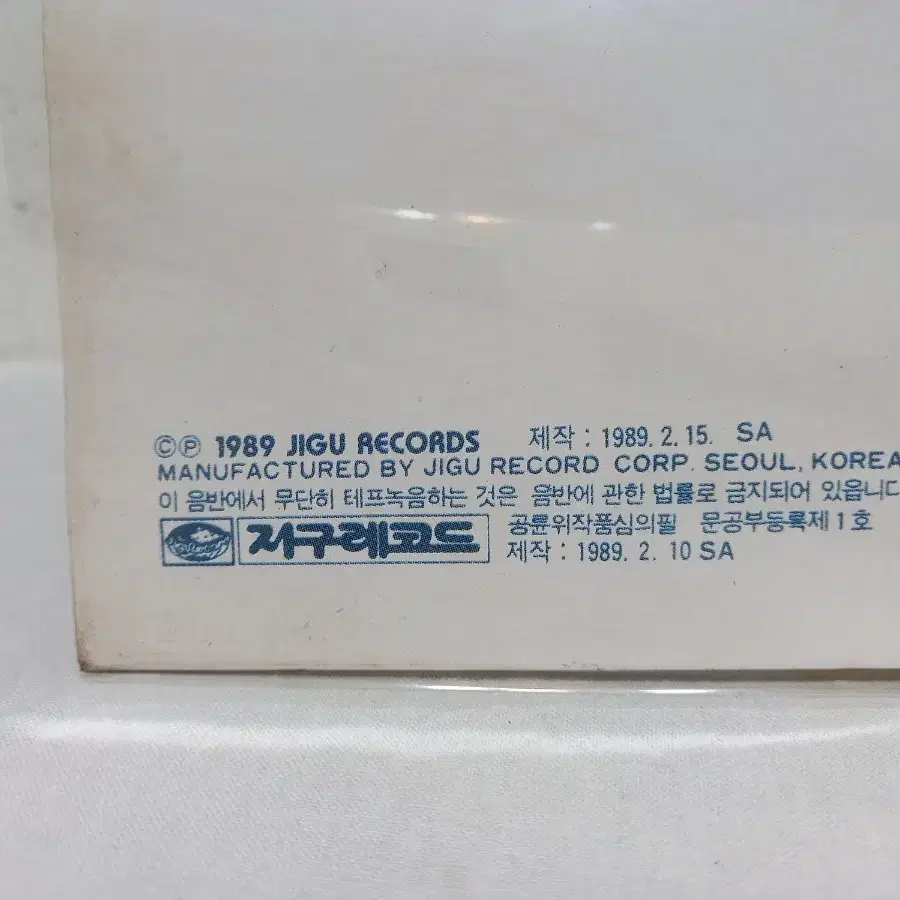 ⒸⓅ 1989 JIGU RECORDS 제작 : 1989. 2. 15. SA
MANUFACTURED BY JIGU RECORD CORP. SEOUL, KOREA
이 음반에서 무단히 테프녹음하는 것은 음반에 관한 법률로 금지되어 있읍니다
지구레코드 공륜위작품심의필 문공부등록제1호
제작 : 1989. 2. 10 SA